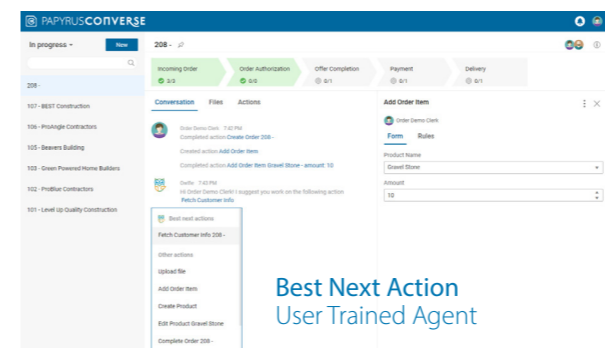 PAPYRUS CONVERSE
In progress
New
208 -
208 -
107 - BEST Construction
106 - ProAngle Contractors
105 - Beavers Building
103 - Green Powered Home Builders
102 - ProBlue Contractors
101 - Level Up Quality Construction
Incoming Order
3/3
Order Authorization
0/0
Offer Completion
0/1
Payment
0/1
Delivery
0/1
Conversation Files Actions
Order Demo Clerk 7:40 PM
Completed action Create Order 208 -
Created action Add Order Item
Completed action Add Order Item Gravel Stone - amount: 10
Owlfie 7:40 PM
Hi Order Demo Clerk! I suggest you work on the following action
Fetch Customer Info
Best next actions
Fetch Customer Info 208 -
Other actions
Upload file
Add Order Item
Create Product
Edit Product Gravel Stone
Complete Order 208 -
Add Order Item
Order Demo Clerk
Form Rules
Product Name
Gravel Stone
Amount
10
Best Next Action
User Trained Agent